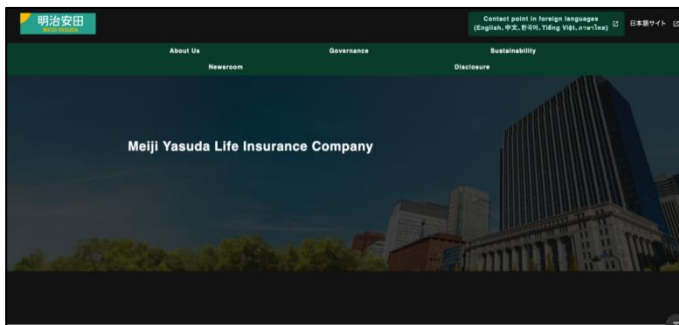 明治安田
MEIJI YASUDA
Contact point in foreign languages
(English、中文、한국어、Tiếng Việt、ภาษาไทย)
日本語サイト
About Us
Governance
Sustainability
Newsroom
Disclosure
Meiji Yasuda Life Insurance Company